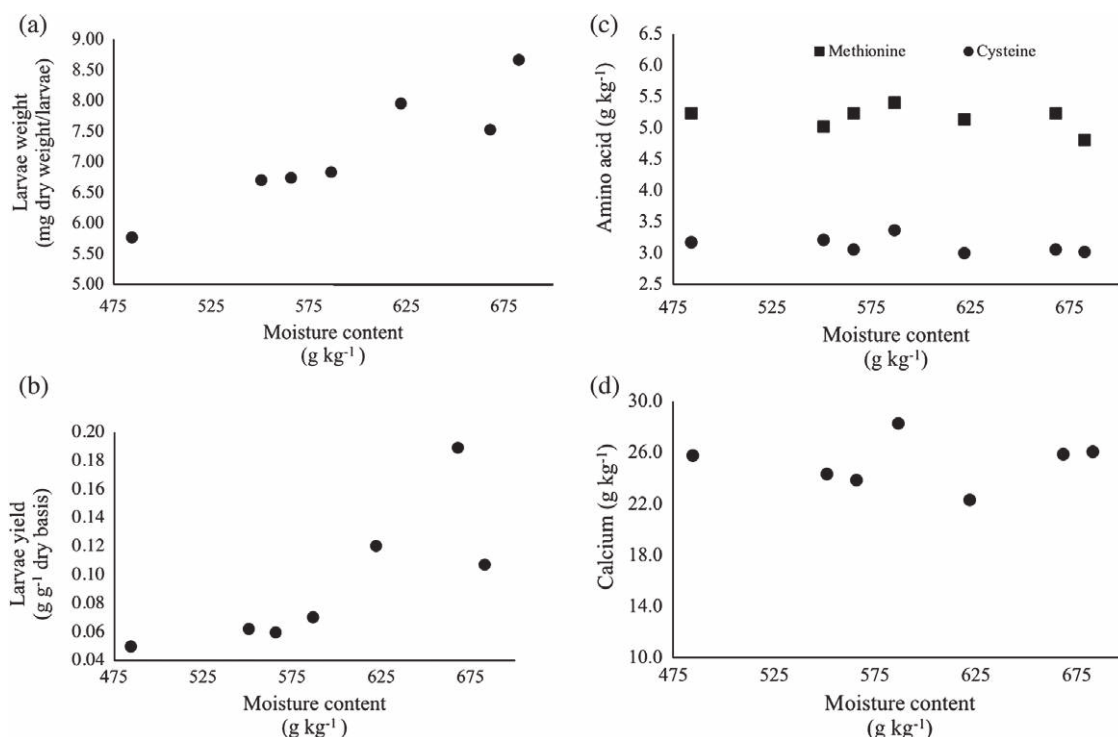 (a)
9.00
8.50
8.00
7.50
7.00
6.50
6.00
5.50
5.00
Larvae weight
(mg dry weight/larvae)
475 525 575 625 675
Moisture content
(g kg⁻¹)
(b)
0.20
0.18
0.16
0.14
0.12
0.10
0.08
0.06
0.04
Larvae yield
(g g⁻¹ dry basis)
475 525 575 625 675
Moisture content
(g kg⁻¹)
(c)
6.5
6.0
5.5
5.0
4.5
4.0
3.5
3.0
2.5
Amino acid (g kg⁻¹)
Methionine Cysteine
475 525 575 625 675
Moisture content
(g kg⁻¹)
(d)
30.0
26.0
22.0
18.0
14.0
10.0
Calcium (g kg⁻¹)
475 525 575 625 675
Moisture content
(g kg⁻¹)